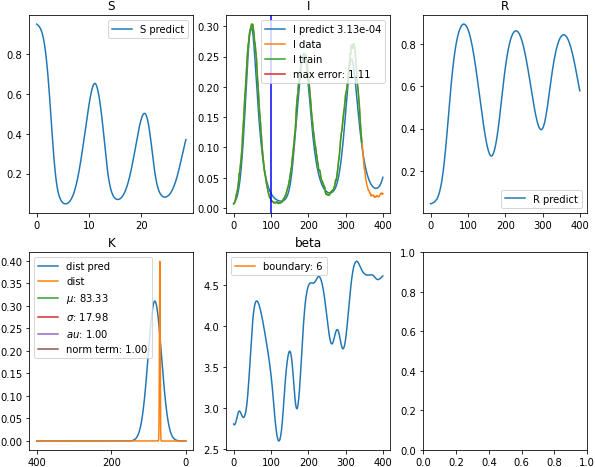 S
S predict
0.8
0.6
0.4
0.2
0 10 20
I
I predict 3.13e-04
I data
I train
max error: 1.11
0.30
0.25
0.20
0.15
0.10
0.05
0.00
0 100 200 300 400
R
R predict
0.8
0.6
0.4
0.2
0 100 200 300 400
K
dist pred
dist
μ: 83.33
σ: 17.98
au: 1.00
norm term: 1.00
0.40
0.35
0.30
0.25
0.20
0.15
0.10
0.05
0.00
400 200 0
beta
boundary: 6
4.5
4.0
3.5
3.0
2.5
0 100 200 300 400
1.0
0.8
0.6
0.4
0.2
0.0
0.0 0.2 0.4 0.6 0.8 1.0